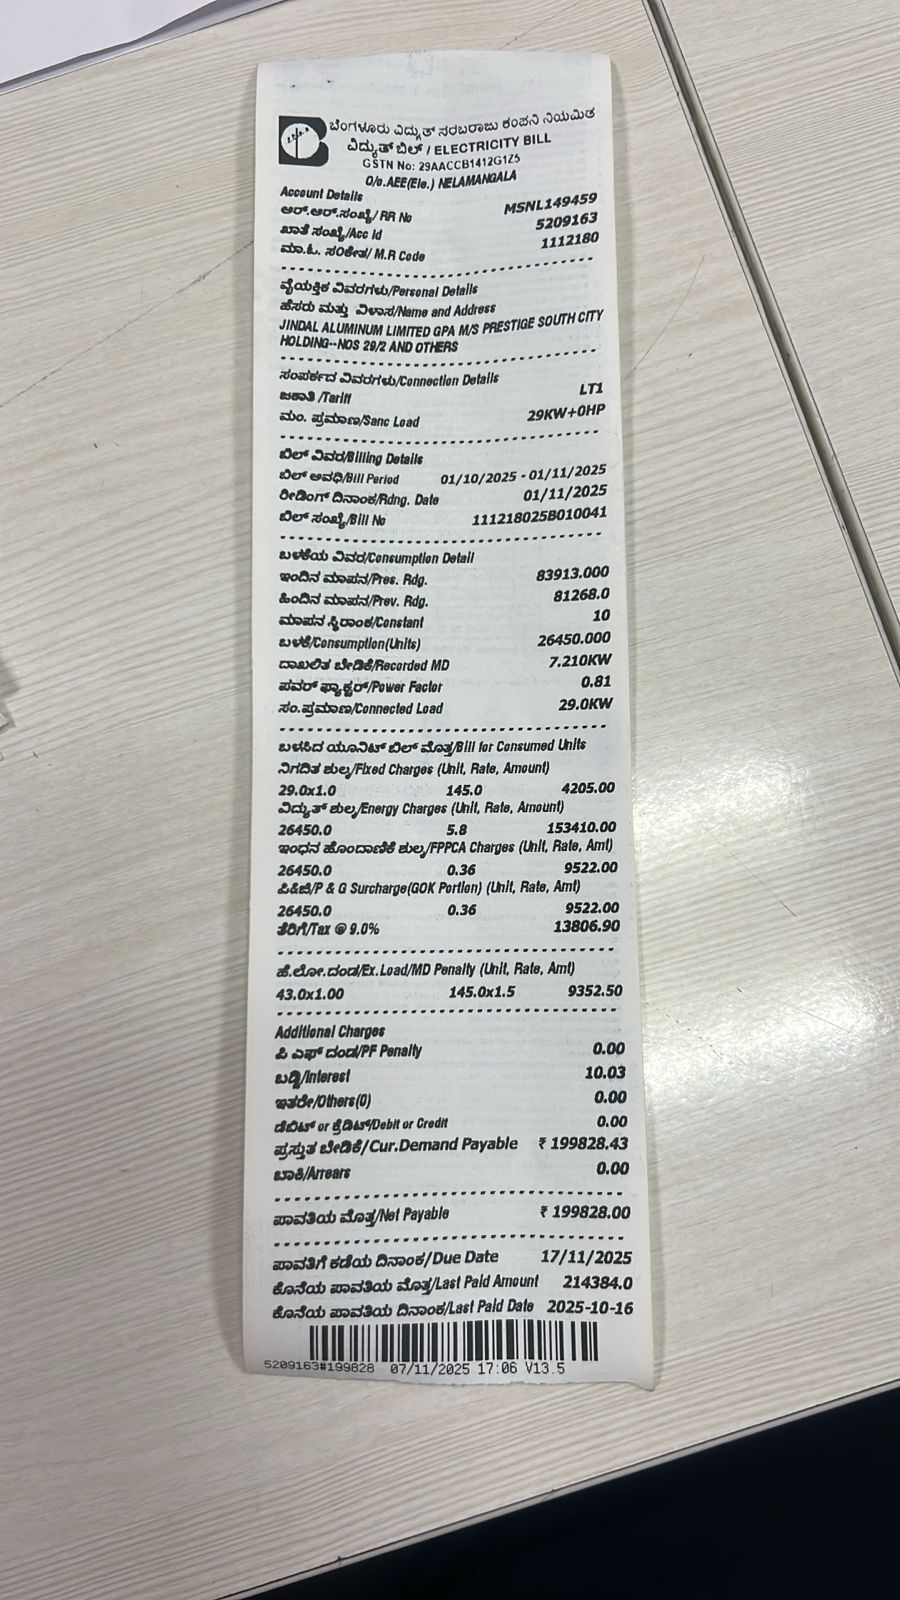 ಬೆಂಗಳೂರು ವಿದ್ಯುತ್ ಸರಬರಾಜು ಕಂಪನಿ ನಿಯಮಿತ
ವಿದ್ಯುತ್ ಬಿಲ್ / ELECTRICITY BILL
GSTN No: 29AACCB1412G1Z5
O/o.AEE(Ele.) NELAMANGALA
Account Details
ಆರ್.ಆರ್.ಸಂಖ್ಯೆ/ RR No MSNL149459
ಖಾತೆ ಸಂಖ್ಯೆ/Acc Id 5209163
ಮಾ.ಓ. ಸಂಕೇತ/ M.R Code 1112180
ವೈಯಕ್ತಿಕ ವಿವರಗಳು/Personal Details
ಹೆಸರು ಮತ್ತು ವಿಳಾಸ/Name and Address
JINDAL ALUMINUM LIMITED GPA M/S PRESTIGE SOUTH CITY
HOLDING--NOS 29/2 AND OTHERS
ಸಂಪರ್ಕದ ವಿವರಗಳು/Connection Details
ಜಕಾತಿ /Tariff LT1
ಮಂ. ಪ್ರಮಾಣ/Sanc Load 29KW+0HP
ಬಿಲ್ ವಿವರ/Billing Details
ಬಿಲ್ ಅವಧಿ/Bill Period 01/10/2025 - 01/11/2025
ರೀಡಿಂಗ್ ದಿನಾಂಕ/Rdng. Date 01/11/2025
ಬಿಲ್ ಸಂಖ್ಯೆ/Bill No 111218025B010041
ಬಳಕೆಯ ವಿವರ/Consumption Detail
ಇಂದಿನ ಮಾಪನ/Pres. Rdg. 83913.000
ಹಿಂದಿನ ಮಾಪನ/Prev. Rdg. 81268.0
ಮಾಪನ ಸ್ಥಿರಾಂಕ/Constant 10
ಬಳಕೆ/Consumption(Units) 26450.000
ದಾಖಲಿತ ಬೇಡಿಕೆ/Recorded MD 7.210KW
ಪವರ್ ಫ್ಯಾಕ್ಟರ್/Power Factor 0.81
ಸಂ.ಪ್ರಮಾಣ/Connected Load 29.0KW
ಬಳಸಿದ ಯೂನಿಟ್ ಬಿಲ್ ಮೊತ್ತ/Bill for Consumed Units
ನಿಗದಿತ ಶುಲ್ಕ/Fixed Charges (Unit, Rate, Amount)
29.0x1.0 145.0 4205.00
ವಿದ್ಯುತ್ ಶುಲ್ಕ/Energy Charges (Unit, Rate, Amount)
26450.0 5.8 153410.00
ಇಂಧನ ಹೊಂದಾಣಿಕೆ ಶುಲ್ಕ/FPPCA Charges (Unit, Rate, Amt)
26450.0 0.36 9522.00
ಪಿ&ಜಿ/P & G Surcharge(GOK Portion) (Unit, Rate, Amt)
26450.0 0.36 9522.00
ತೆರಿಗೆ/Tax @ 9.0% 13806.90
ಹೆ.ಲೋ.ದಂಡ/Ex.Load/MD Penalty (Unit, Rate, Amt)
43.0x1.00 145.0x1.5 9352.50
Additional Charges
ಪಿ ಎಫ್ ದಂಡ/PF Penalty 0.00
ಬಡ್ಡಿ/Interest 10.03
ಇತರೇ/Others(0) 0.00
ಡೆಬಿಟ್ or ಕ್ರೆಡಿಟ್/Debit or Credit 0.00
ಪ್ರಸ್ತುತ ಬೇಡಿಕೆ/Cur.Demand Payable ₹ 199828.43
ಬಾಕಿ/Arrears 0.00
ಪಾವತಿಯ ಮೊತ್ತ/Net Payable ₹ 199828.00
ಪಾವತಿಗೆ ಕಡೆಯ ದಿನಾಂಕ/Due Date 17/11/2025
ಕೊನೆಯ ಪಾವತಿಯ ಮೊತ್ತ/Last Paid Amount 214384.0
ಕೊನೆಯ ಪಾವತಿಯ ದಿನಾಂಕ/Last Paid Date 2025-10-16
5209163#199828 07/11/2025 17:06 V13.5